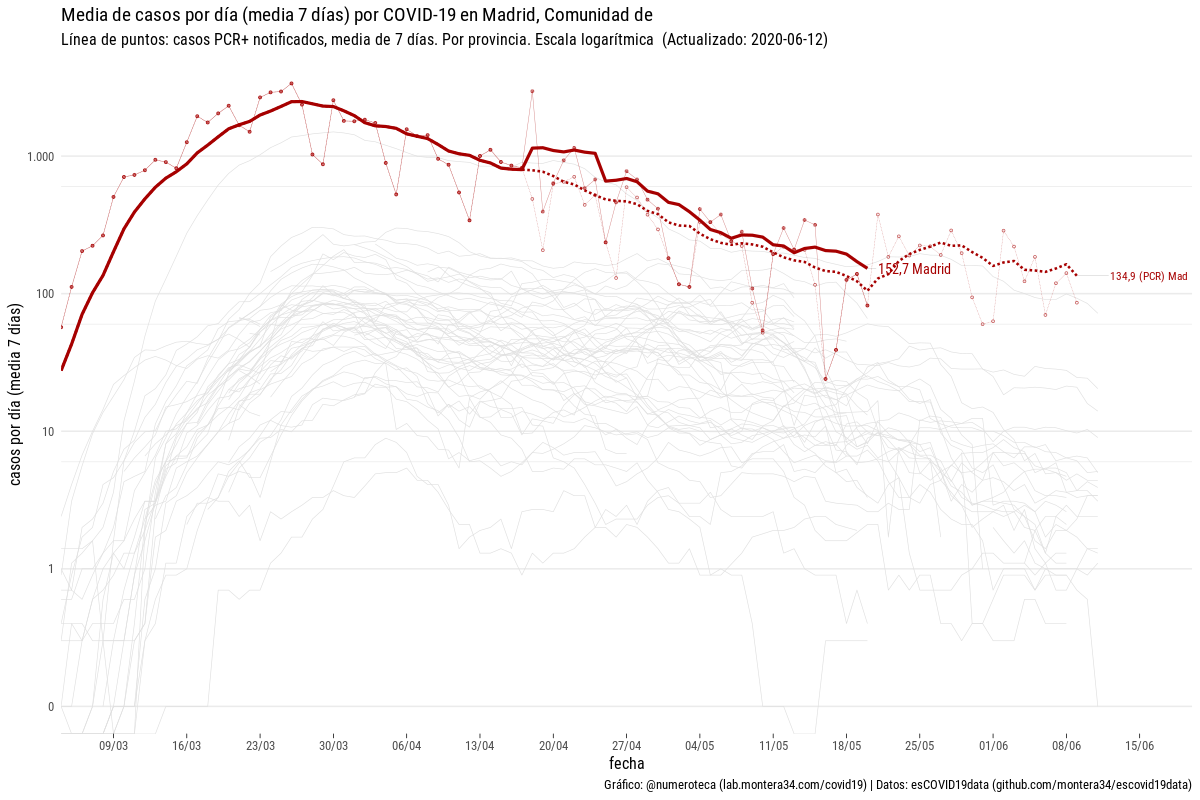 Media de casos por día (media 7 días) por COVID-19 en Madrid, Comunidad de
Línea de puntos: casos PCR+ notificados, media de 7 días. Por provincia. Escala logarítmica  (Actualizado: 2020-06-12)
casos por día (media 7 días)
1.000
100
10
1
0
152,7 Madrid
134,9 (PCR) Mad
09/03 16/03 23/03 30/03 06/04 13/04 20/04 27/04 04/05 11/05 18/05 25/05 01/06 08/06 15/06
fecha
Gráfico: @numeroteca (lab.montera34.com/covid19) | Datos: esCOVID19data (github.com/montera34/escovid19data)